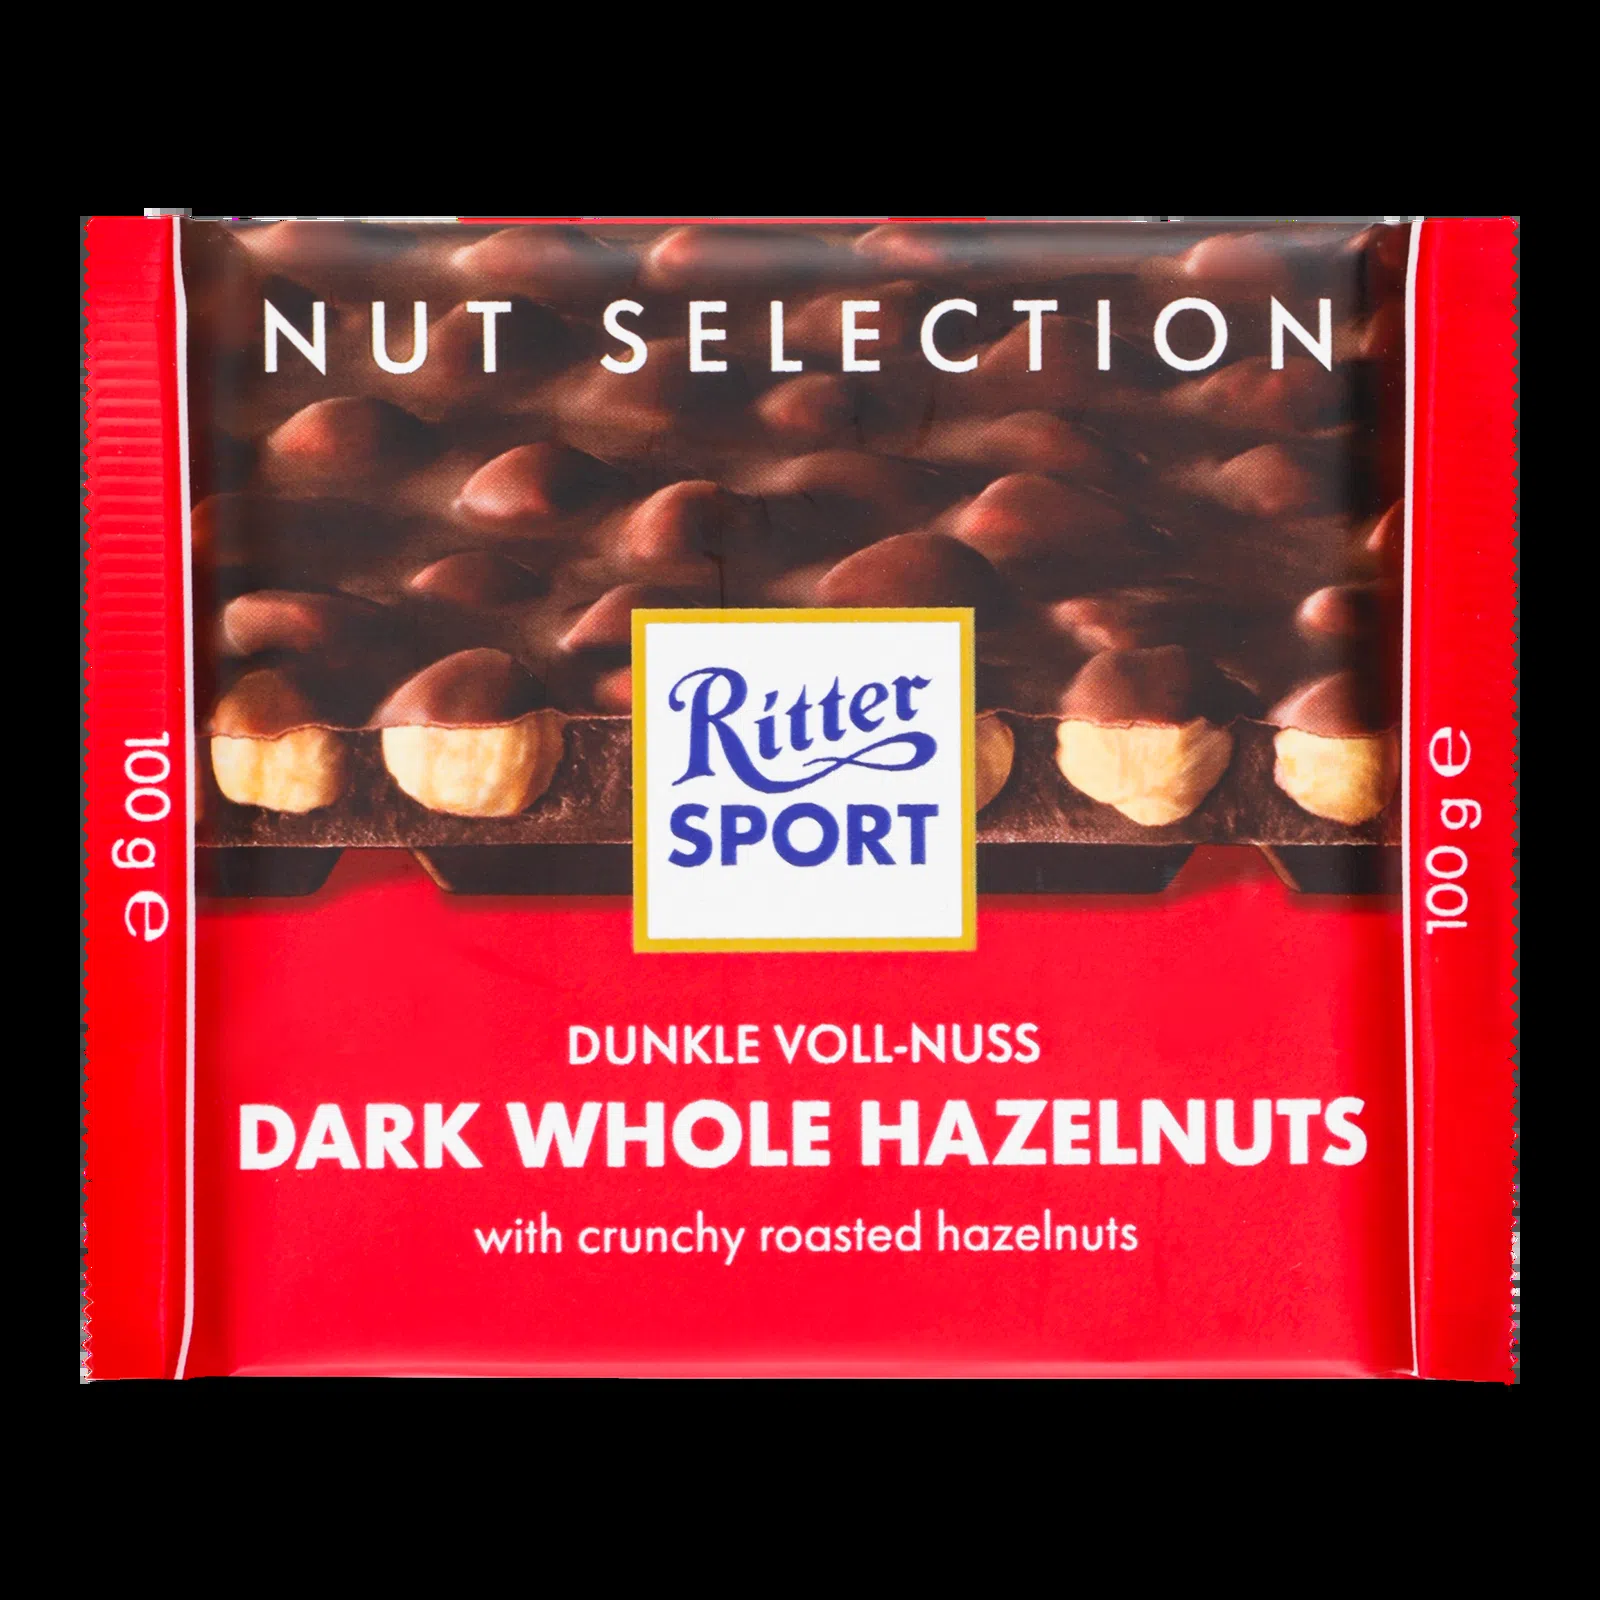 NUT SELECTION
Ritter
SPORT
100 g ℮
100 g ℮
DUNKLE VOLL-NUSS
DARK WHOLE HAZELNUTS
with crunchy roasted hazelnuts